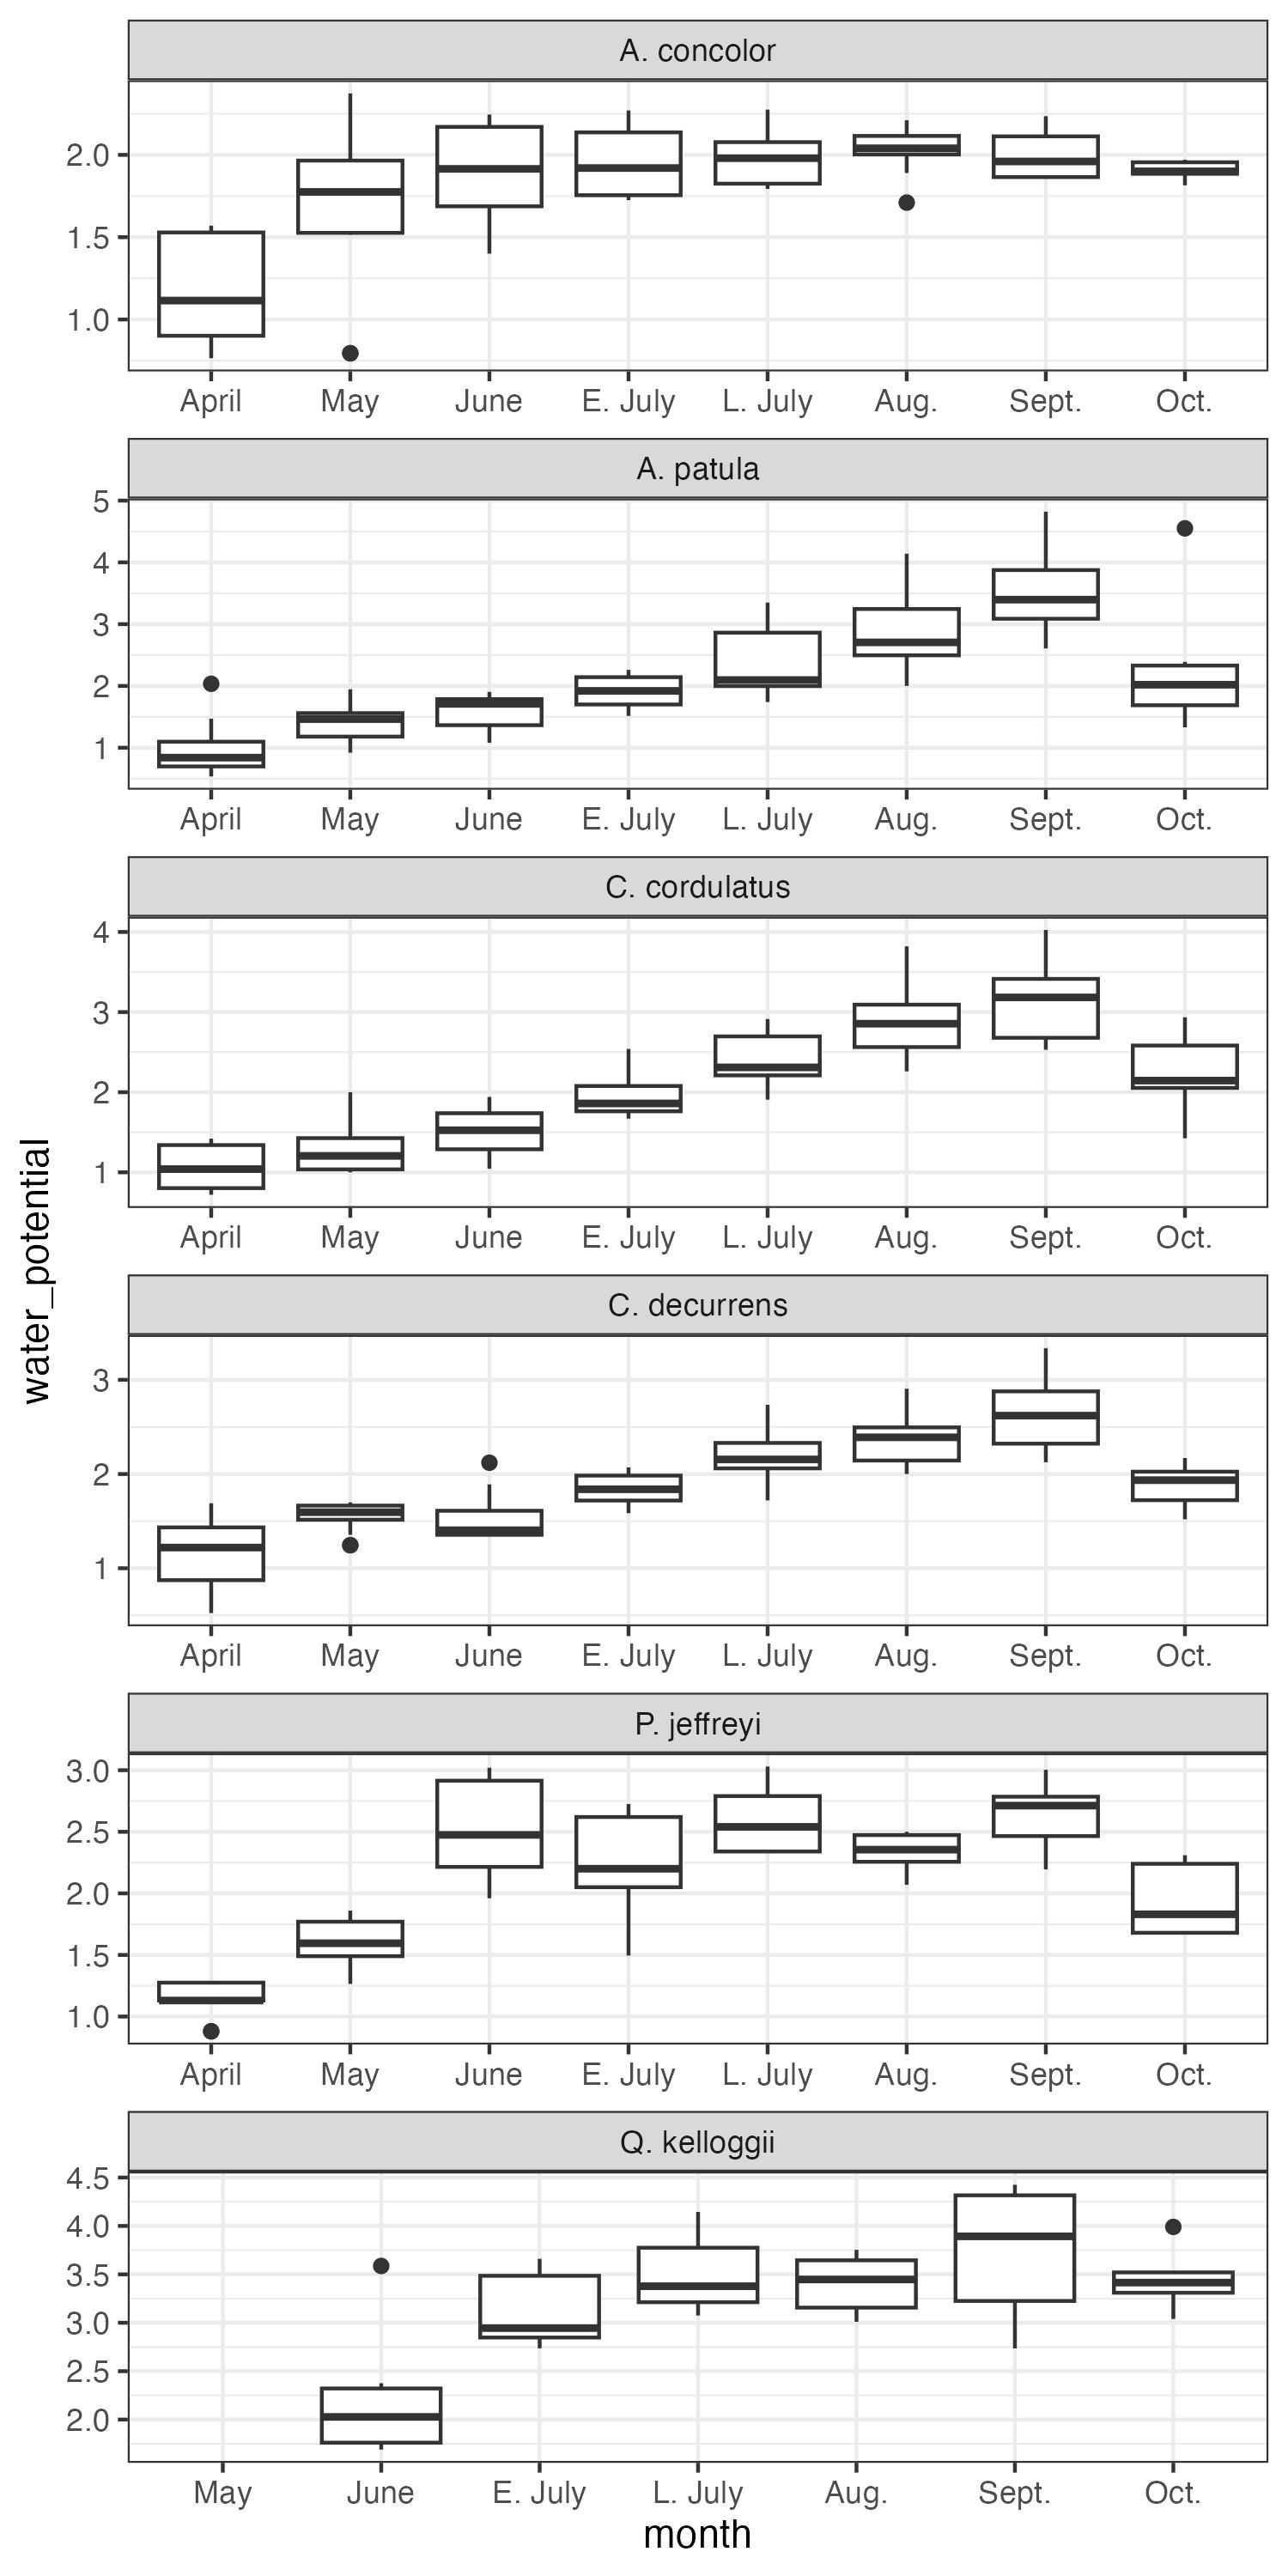 A. concolor
2.0
1.5
1.0
April May June E. July L. July Aug. Sept. Oct.
A. patula
5
4
3
2
1
April May June E. July L. July Aug. Sept. Oct.
C. cordulatus
4
3
2
1
April May June E. July L. July Aug. Sept. Oct.
C. decurrens
3
2
1
April May June E. July L. July Aug. Sept. Oct.
P. jeffreyi
3.0
2.5
2.0
1.5
1.0
April May June E. July L. July Aug. Sept. Oct.
Q. kelloggii
4.5
4.0
3.5
3.0
2.5
2.0
May June E. July L. July Aug. Sept. Oct.
month
water_potential